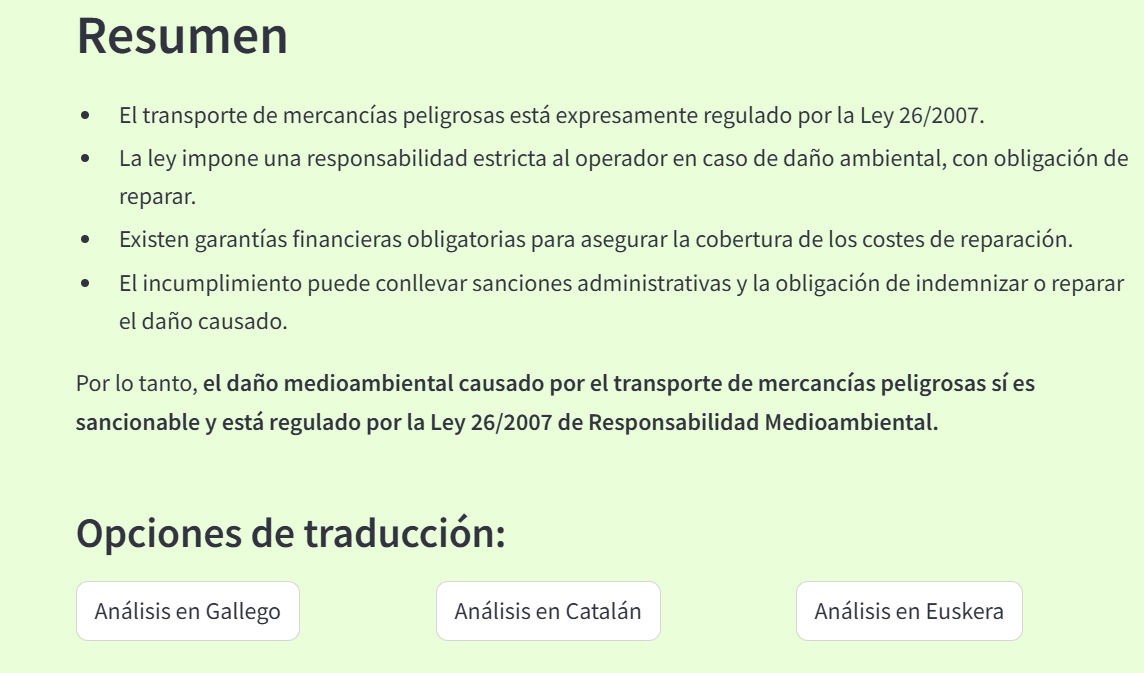 Resumen
• El transporte de mercancías peligrosas está expresamente regulado por la Ley 26/2007.
• La ley impone una responsabilidad estricta al operador en caso de daño ambiental, con obligación de
reparar.
• Existen garantías financieras obligatorias para asegurar la cobertura de los costes de reparación.
• El incumplimiento puede conllevar sanciones administrativas y la obligación de indemnizar o reparar
el daño causado.
Por lo tanto, el daño medioambiental causado por el transporte de mercancías peligrosas sí es
sancionable y está regulado por la Ley 26/2007 de Responsabilidad Medioambiental.
Opciones de traducción:
Análisis en Gallego
Análisis en Catalán
Análisis en Euskera